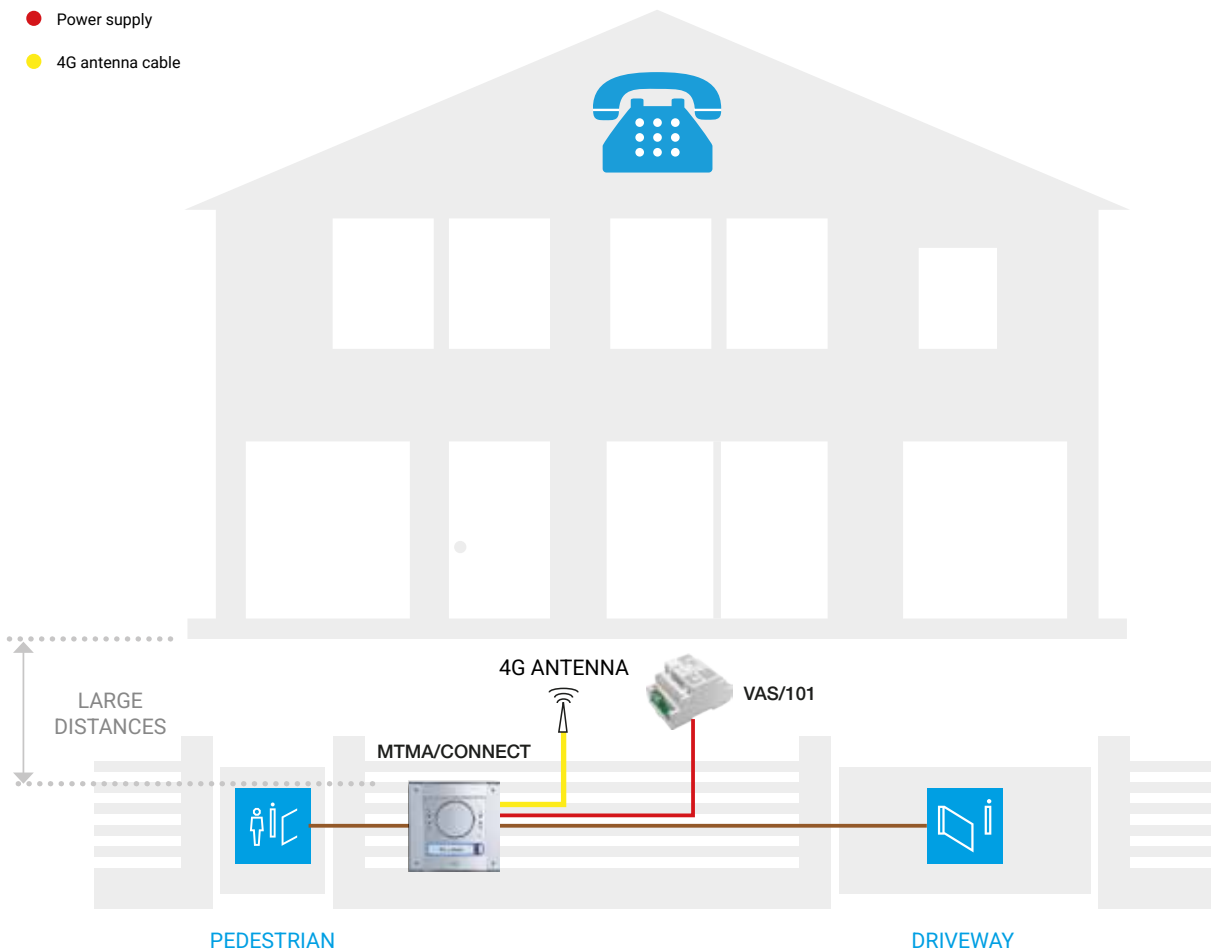 Power supply
4G antenna cable
4G ANTENNA
VAS/101
LARGE
DISTANCES
MTMA/CONNECT
PEDESTRIAN
DRIVEWAY